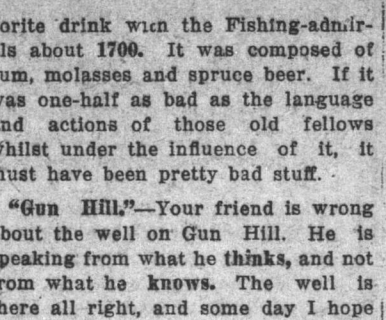 orite drink with the Fishing-admir-
ls about 1700. It was composed of
um, molasses and spruce beer. If it
vas one-half as bad as the language
nd actions of those old fellows
whilst under the influence of it, it
nust have been pretty bad stuff.
"Gun Hill."—Your friend is wrong
bout the well on Gun Hill. He is
peaking from what he thinks, and not
rom what he knows. The well is
here all right, and some day I hope